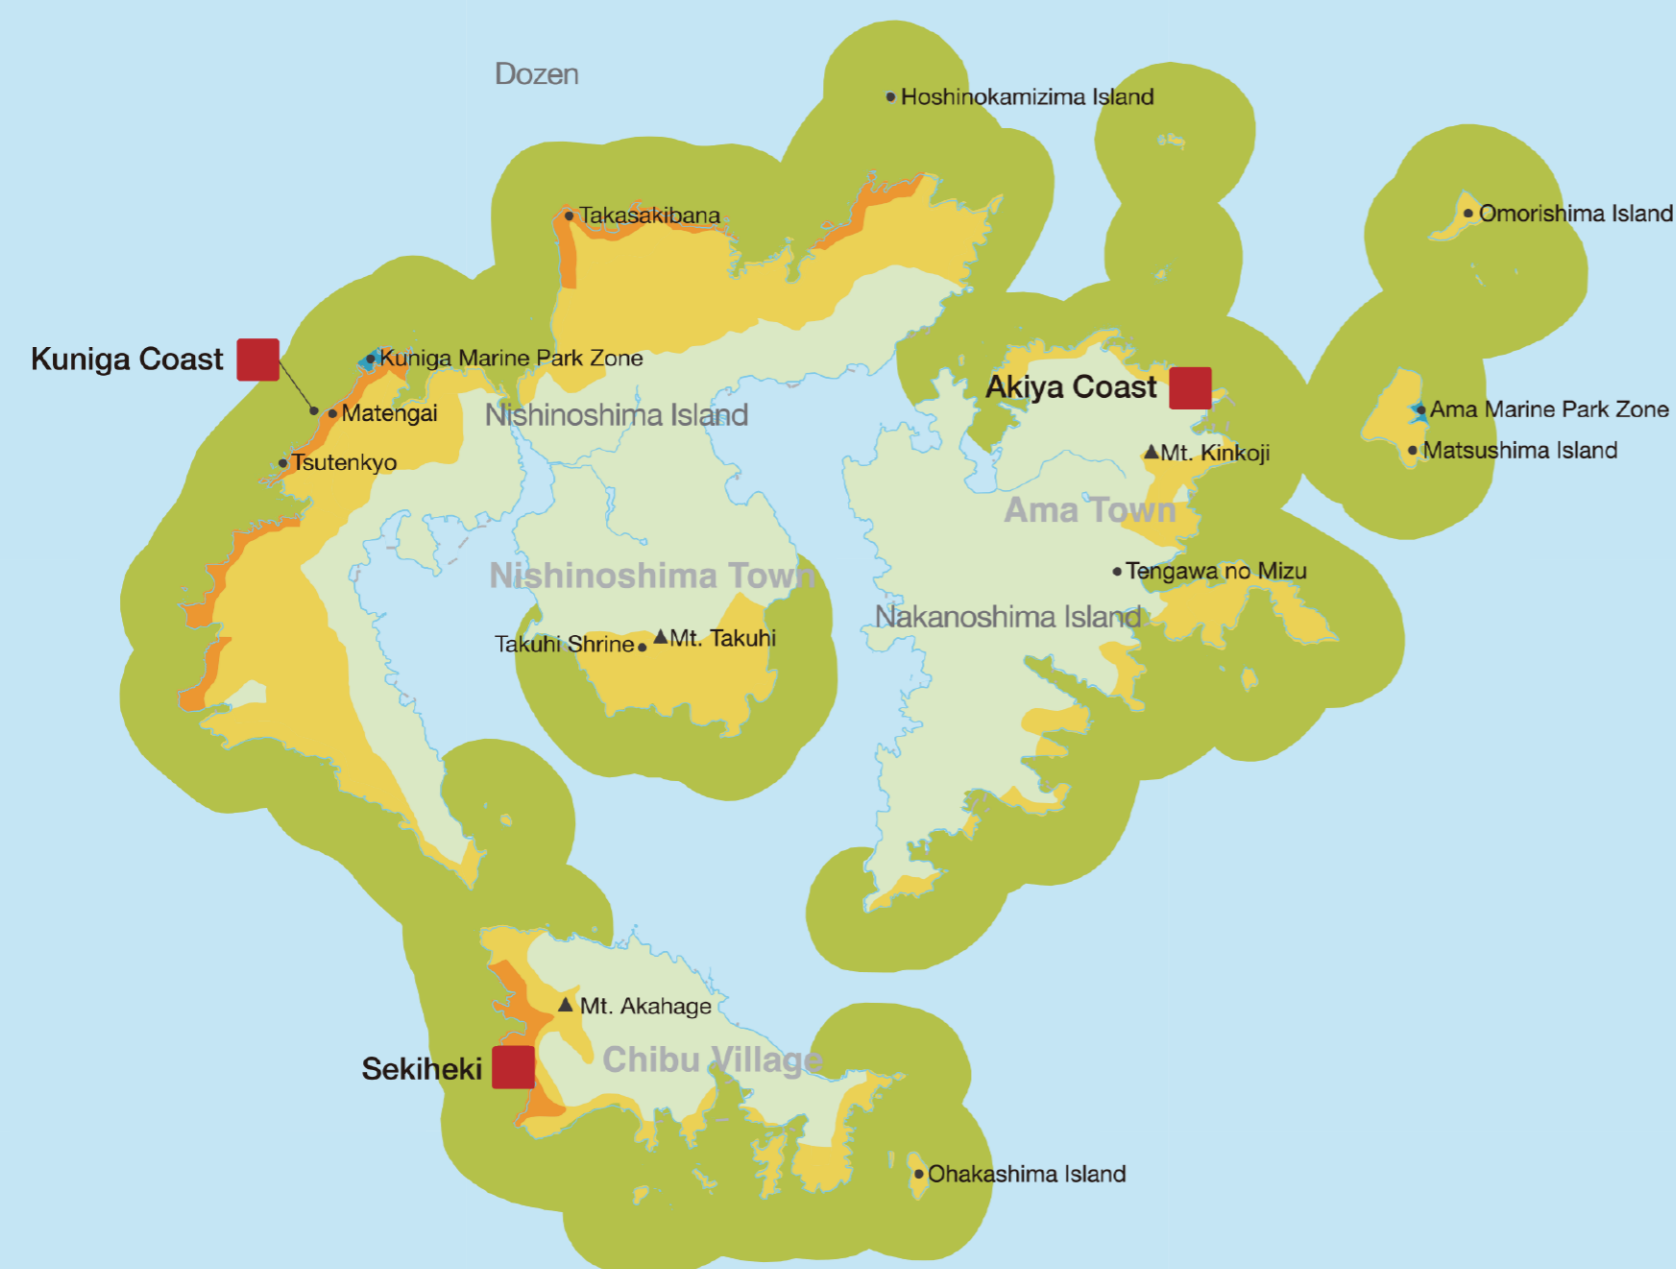 Dozen
Hoshinokamizima Island
Takasakibana
Omorishima Island
Kuniga Coast
Kuniga Marine Park Zone
Akiya Coast
Matengai
Nishinoshima Island
Ama Marine Park Zone
Tsutenkyo
Mt. Kinkoji
Matsushima Island
Ama Town
Nishinoshima Town
Tengawa no Mizu
Nakanoshima Island
Takuhi Shrine
Mt. Takuhi
Mt. Akahage
Sekiheki
Chibu Village
Ohakashima Island